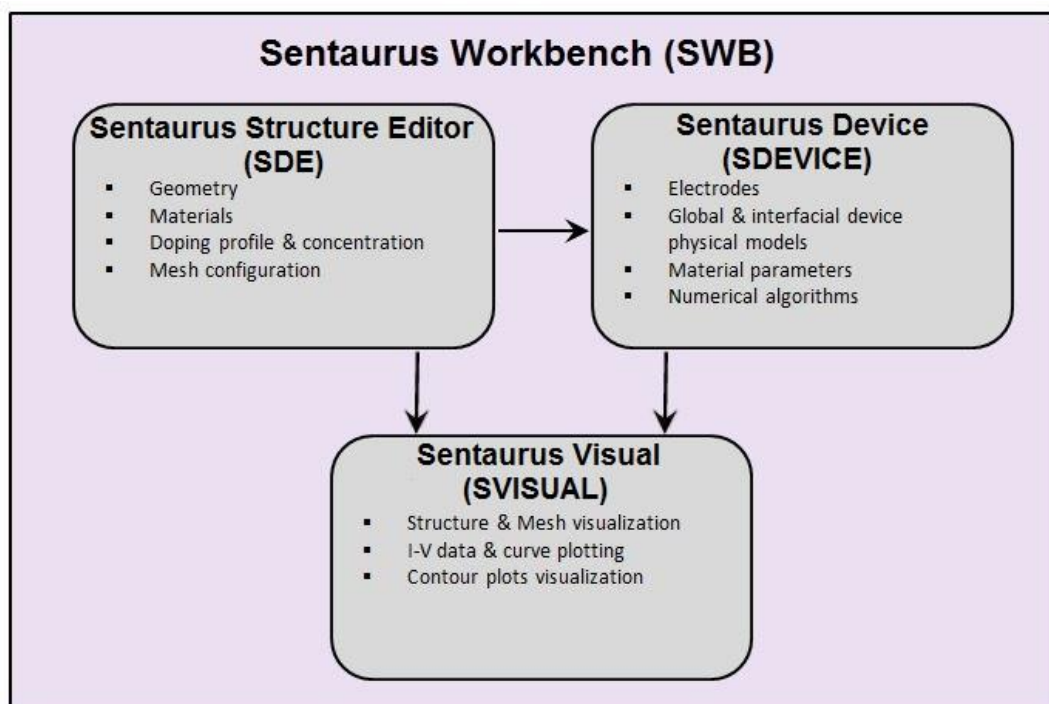 Sentaurus Workbench (SWB)
Sentaurus Structure Editor
(SDE)
▪ Geometry
▪ Materials
▪ Doping profile & concentration
▪ Mesh configuration
Sentaurus Device
(SDEVICE)
▪ Electrodes
▪ Global & interfacial device
physical models
▪ Material parameters
▪ Numerical algorithms
Sentaurus Visual
(SVISUAL)
▪ Structure & Mesh visualization
▪ I-V data & curve plotting
▪ Contour plots visualization